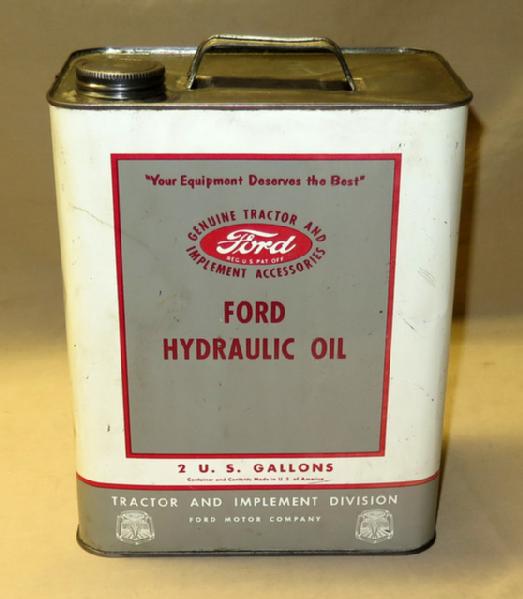 "Your Equipment Deserves the Best"
GENUINE TRACTOR AND
Ford
REG U S PAT OFF
IMPLEMENT ACCESSORIES
FORD
HYDRAULIC OIL
2 U. S. GALLONS
Container and Contents Made in U. S. of America
TRACTOR AND IMPLEMENT DIVISION
FORD MOTOR COMPANY